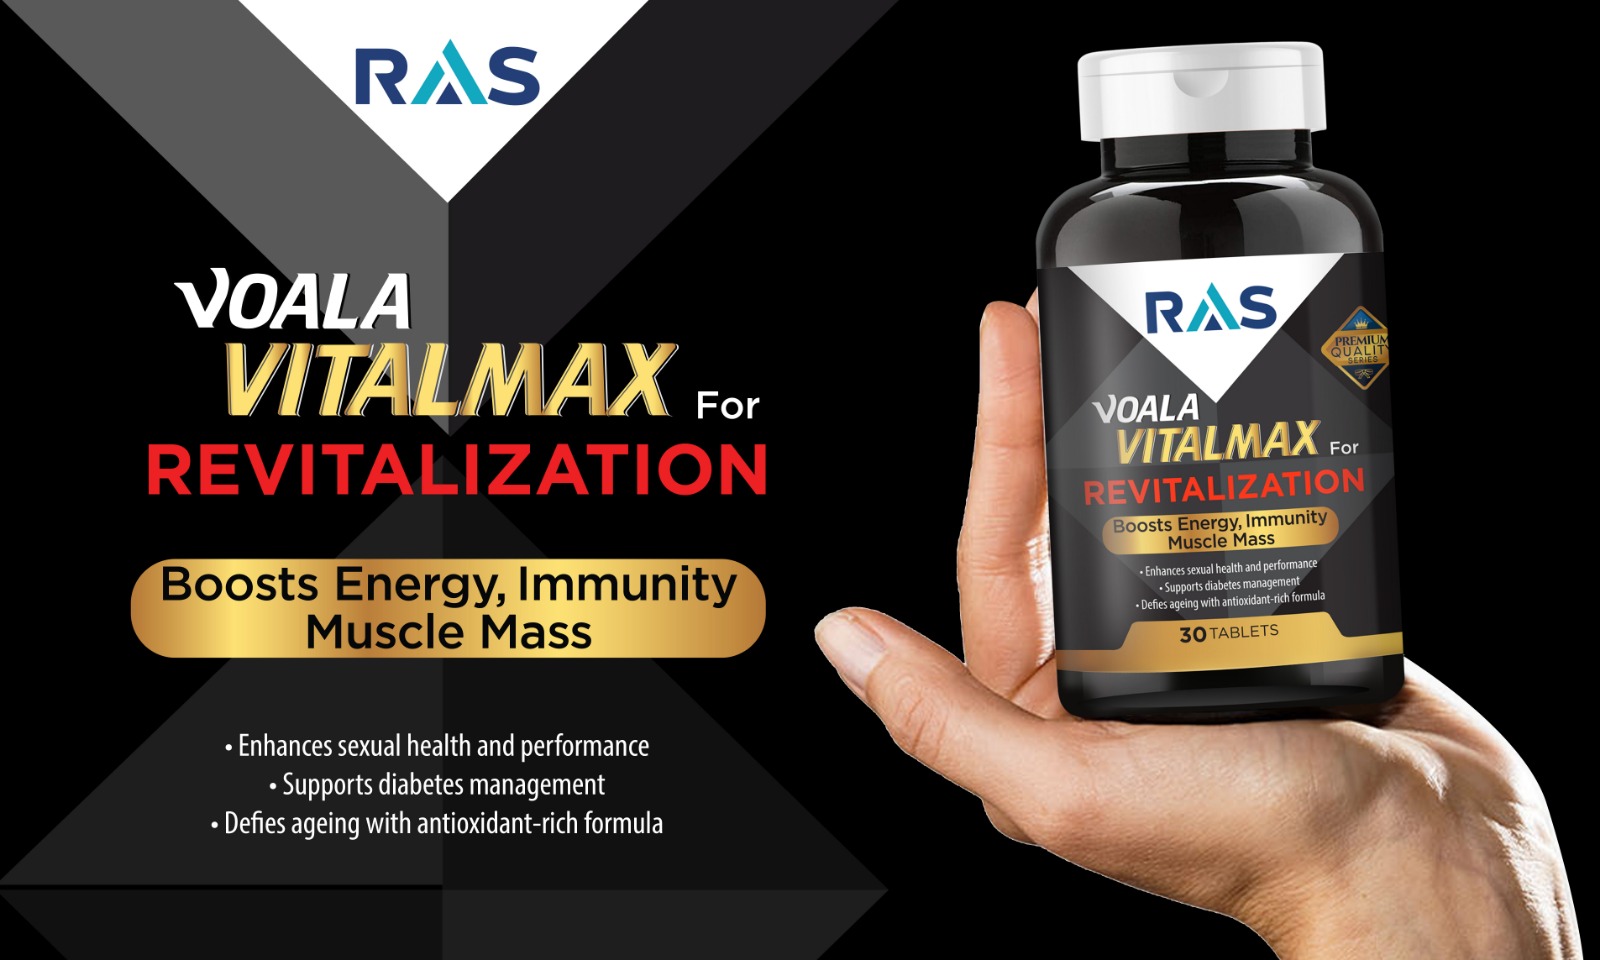 RAS
VOALA
VITALMAX For
REVITALIZATION
Boosts Energy, Immunity
Muscle Mass
• Enhances sexual health and performance
• Supports diabetes management
• Defies ageing with antioxidant-rich formula
RAS
PREMIUM
QUALITY
SERIES
VOALA
VITALMAX For
REVITALIZATION
Boosts Energy, Immunity
Muscle Mass
• Enhances sexual health and performance
• Supports diabetes management
• Defies ageing with antioxidant-rich formula
30 TABLETS